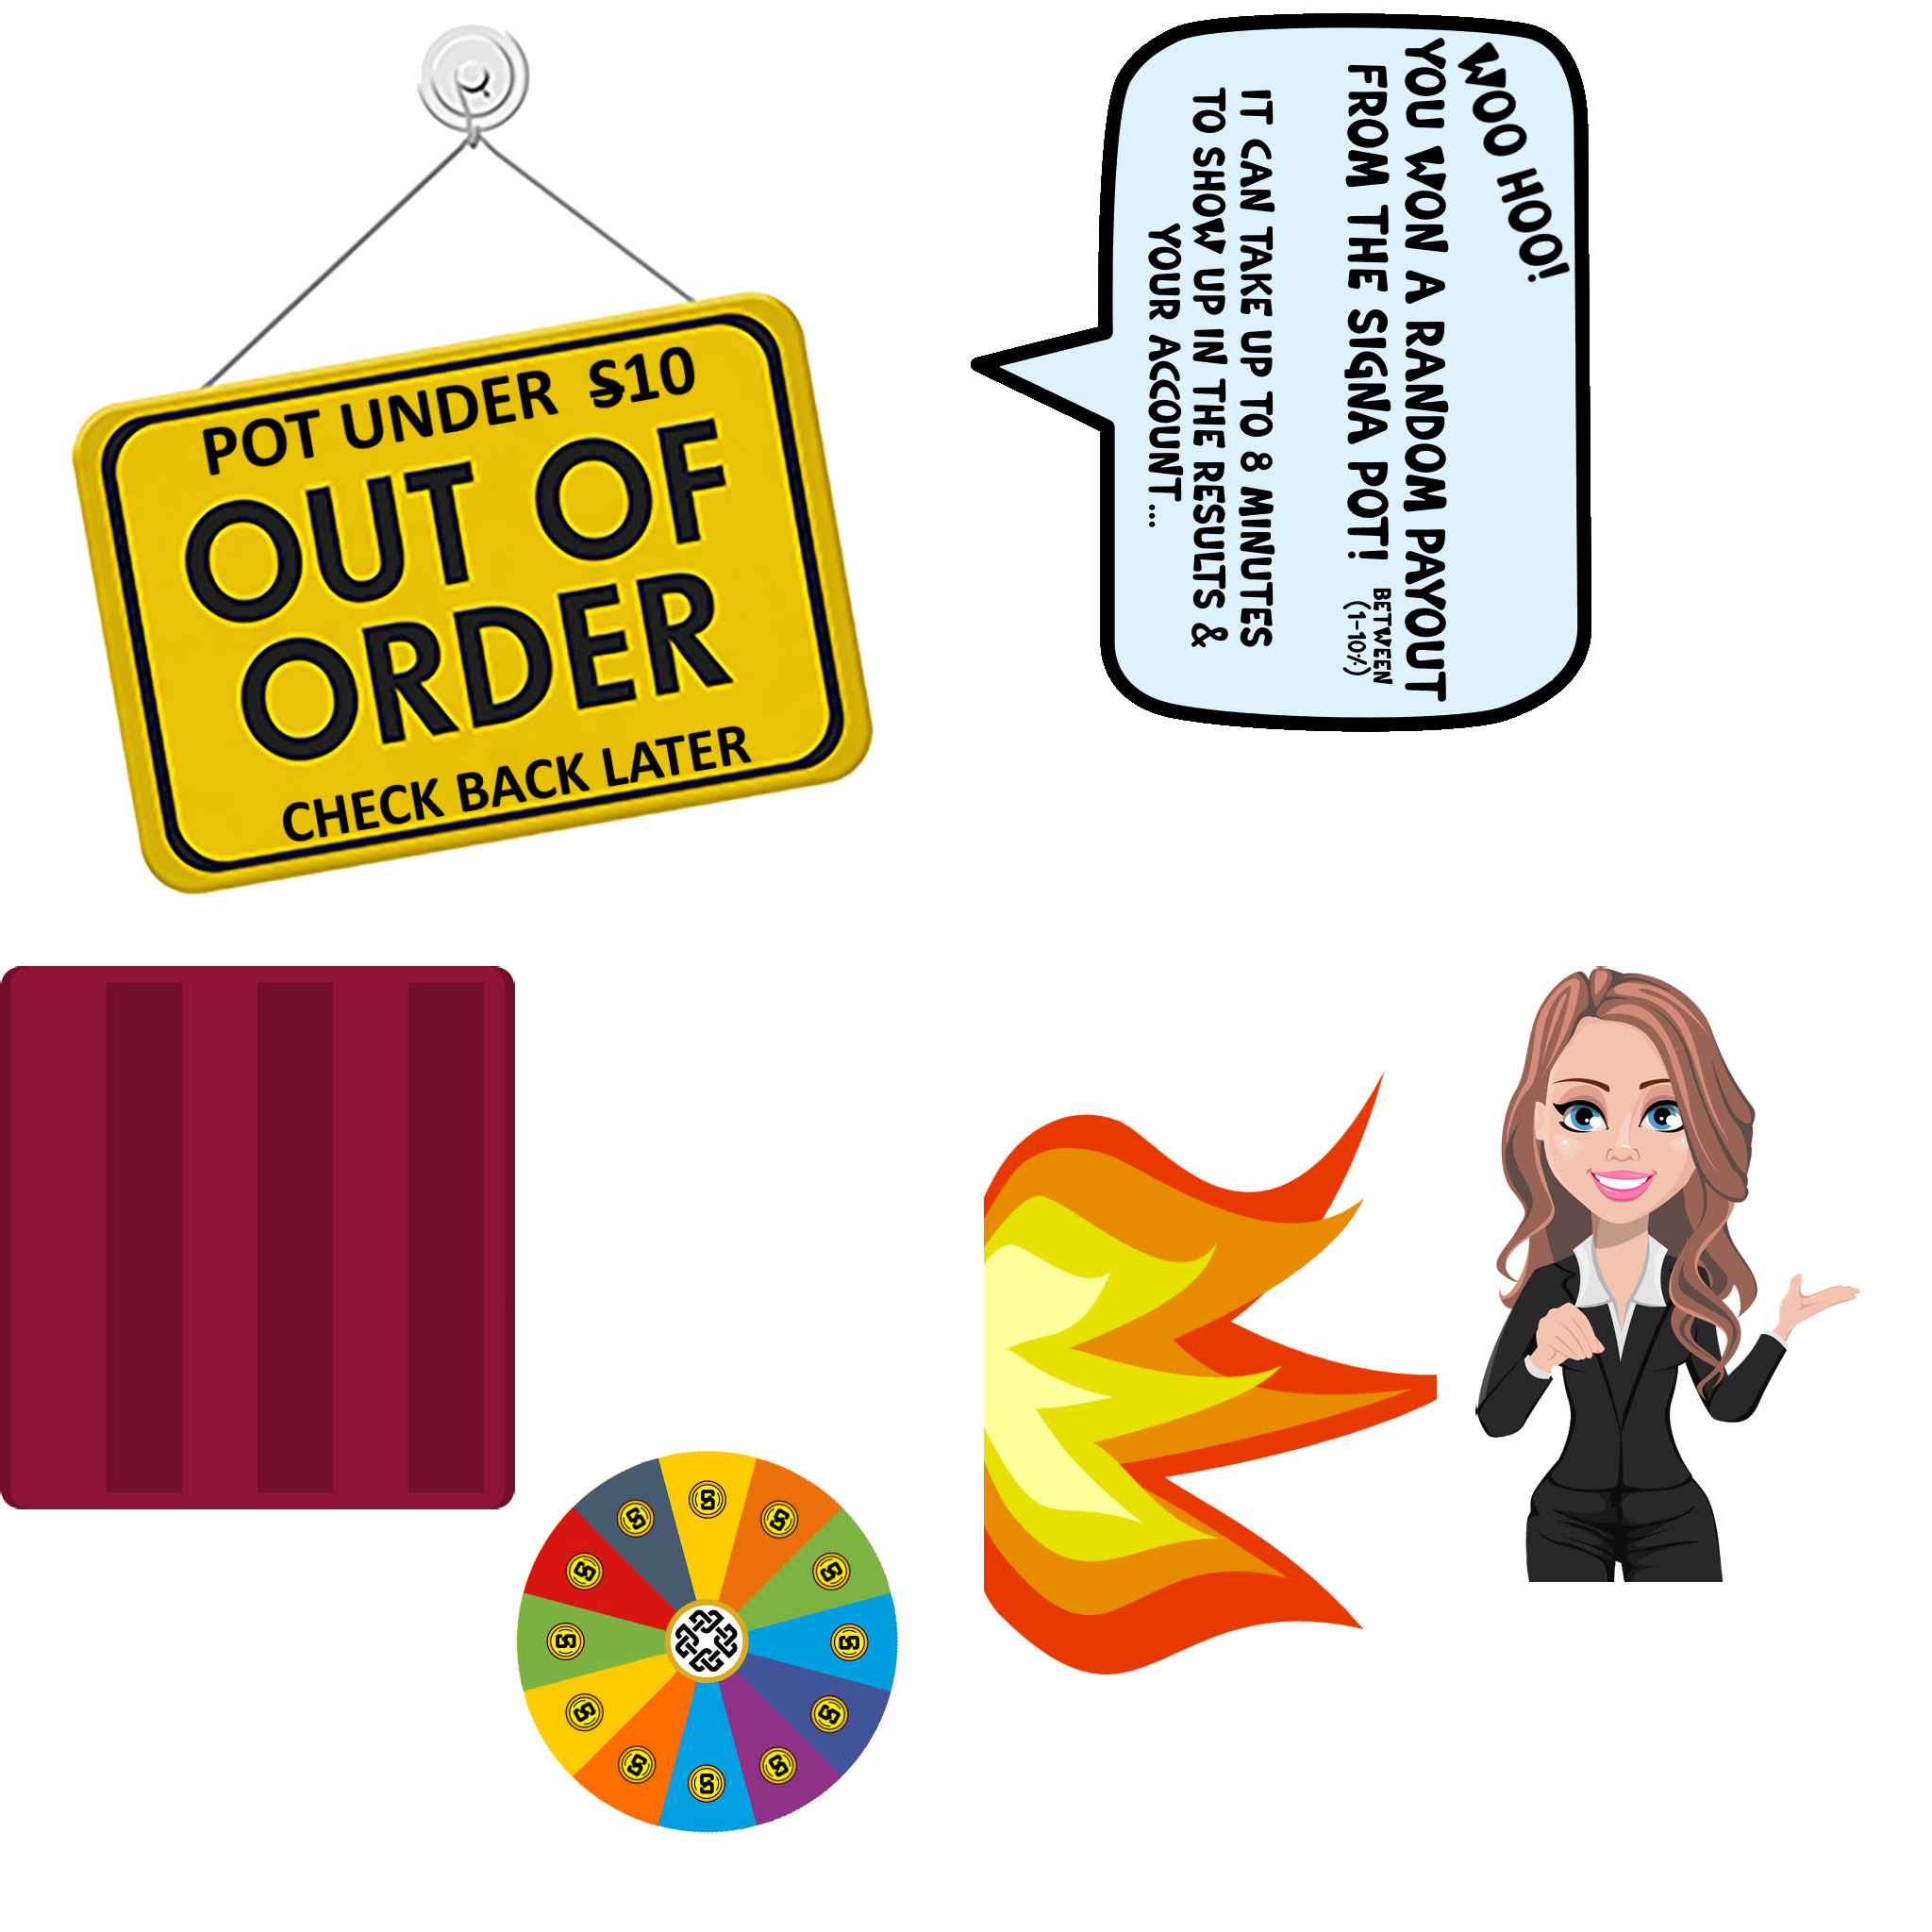 POT UNDER $10
OUT OF
ORDER
CHECK BACK LATER
WOO HOO!
YOU WON A RANDOM PAYOUT
FROM THE SIGNA POT! BETWEEN
(1-10%)
IT CAN TAKE UP TO 8 MINUTES
TO SHOW UP IN THE RESULTS &
YOUR ACCOUNT...